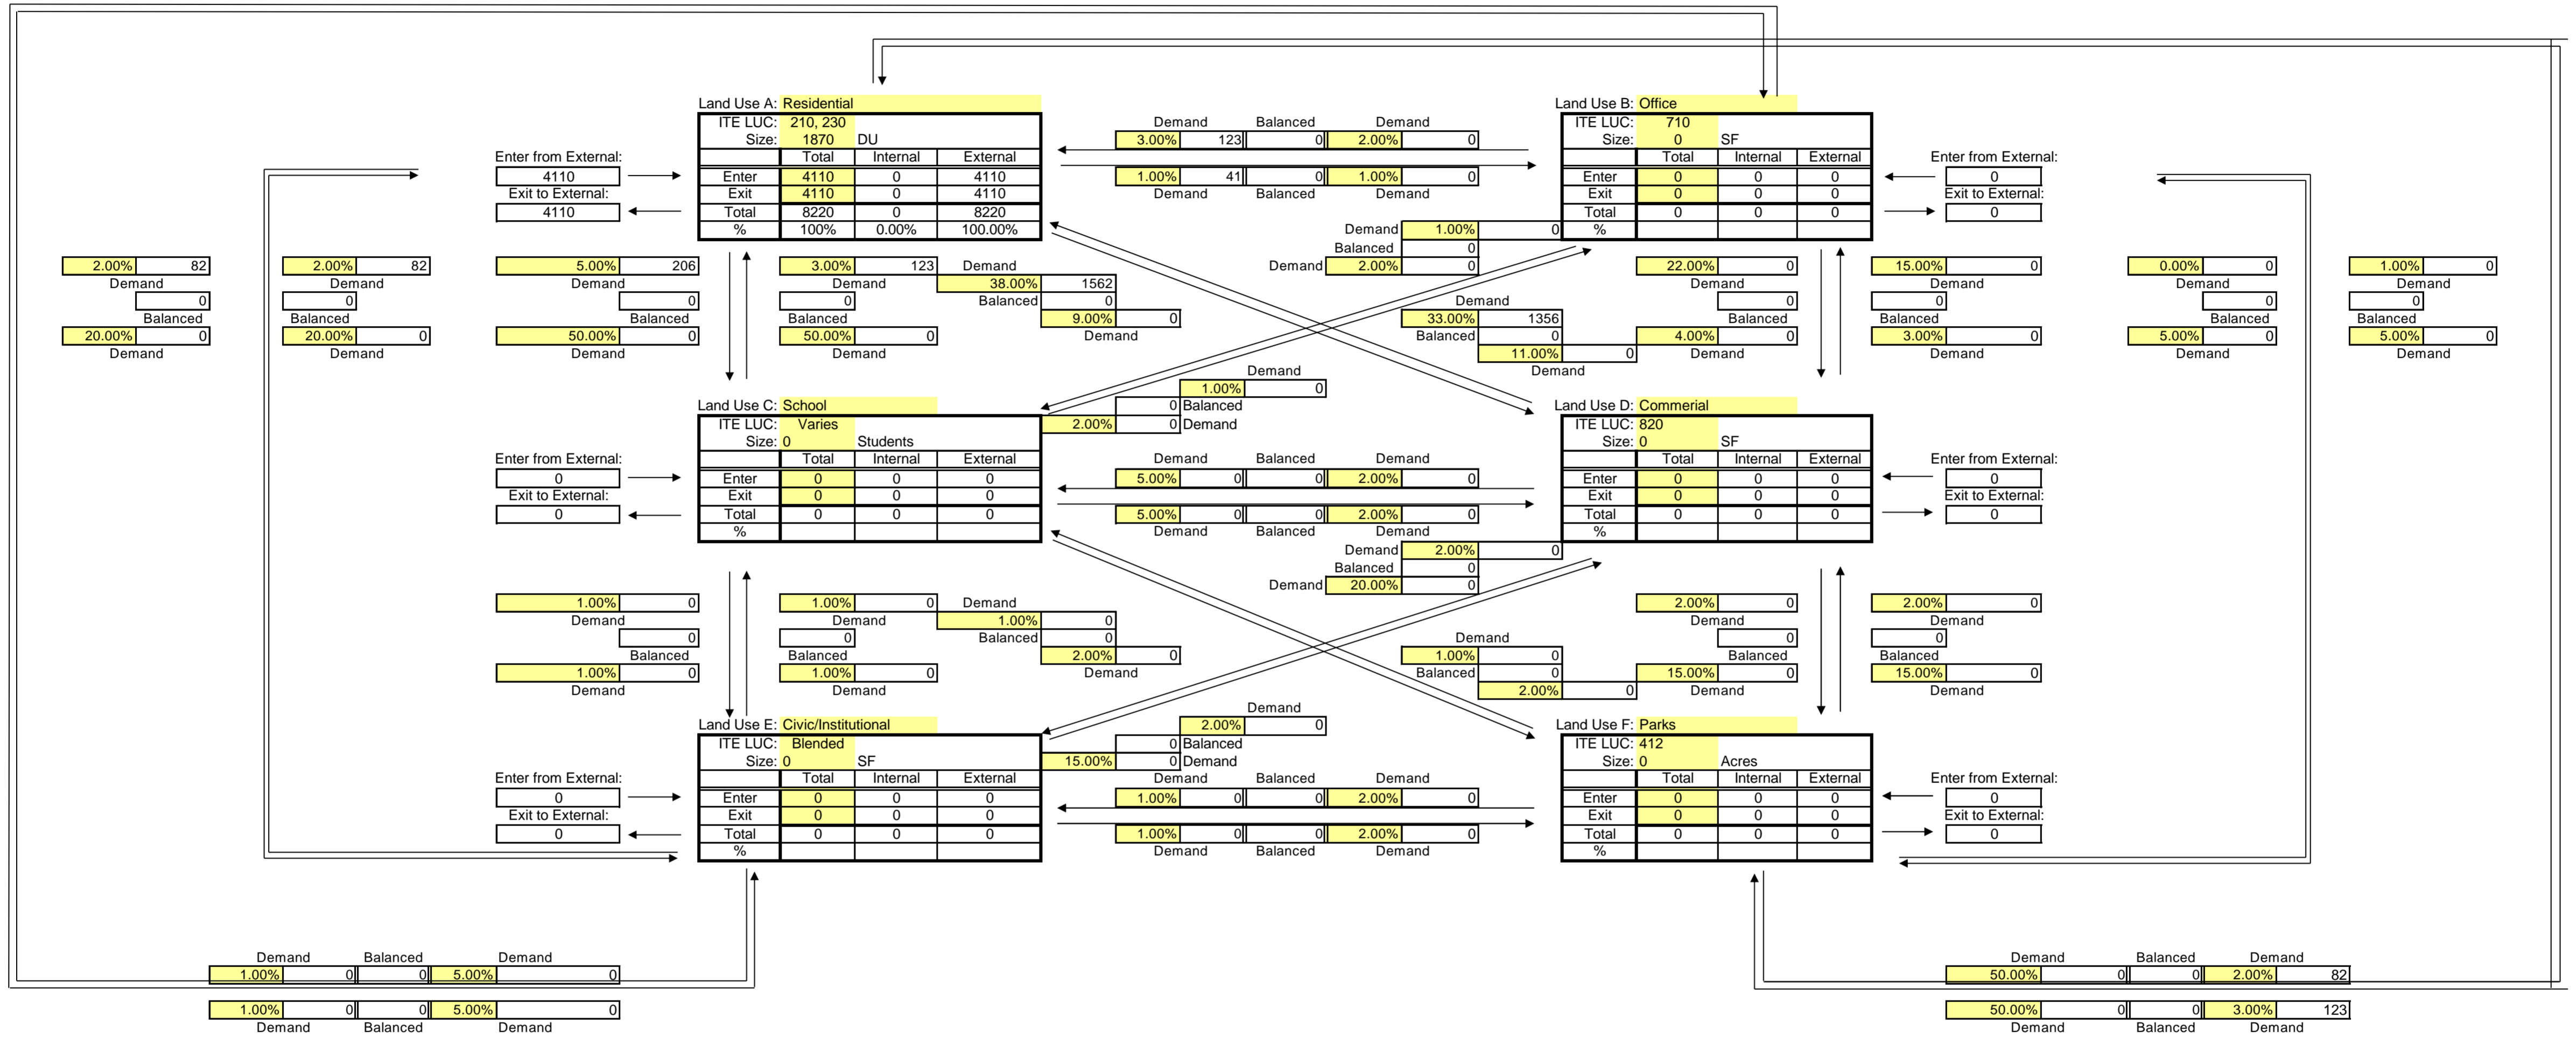 Land Use A: Residential
Land Use B: Office
ITE LUC: 210, 230
Demand Balanced Demand
ITE LUC: 710
Size: 1870 DU
3.00% 123 0 2.00% 0
Size: 0 SF
Enter from External:
Total Internal External
Total Internal External
Enter from External:
4110
Enter 4110 0 4110
1.00% 41 0 1.00% 0
Enter 0 0 0
0
Exit to External:
Exit 4110 0 4110
Demand Balanced Demand
Exit 0 0 0
Exit to External:
4110
Total 8220 0 8220
Total 0 0 0
0
% 100% 0.00% 100.00%
Demand 1.00% 0
%
Balanced 0
Demand 2.00% 0
2.00% 82
2.00% 82
5.00% 206
3.00% 123
Demand
22.00% 0
15.00% 0
0.00% 0
1.00% 0
Demand
Demand
Demand
Demand
38.00% 1562
Demand
Demand
Demand
Demand
0
0
0
0
Balanced 0
Demand
0
0
0
0
Balanced
Balanced
Balanced
Balanced
9.00% 0
33.00% 1356
Balanced
Balanced
Balanced
Balanced
20.00% 0
20.00% 0
50.00% 0
50.00% 0
Demand
Balanced 0
4.00% 0
3.00% 0
5.00% 0
5.00% 0
Demand
Demand
Demand
Demand
11.00% 0
Demand
Demand
Demand
Demand
Demand
Demand
1.00% 0
Land Use C: School
0 Balanced
Land Use D: Commerial
ITE LUC: Varies
2.00% 0 Demand
ITE LUC: 820
Size: 0 Students
Size: 0 SF
Enter from External:
Total Internal External
Demand Balanced Demand
Total Internal External
Enter from External:
0
Enter 0 0 0
5.00% 0 0 2.00% 0
Enter 0 0 0
0
Exit to External:
Exit 0 0 0
Exit 0 0 0
Exit to External:
0
Total 0 0 0
5.00% 0 0 2.00% 0
Total 0 0 0
0
%
Demand Balanced Demand
%
Demand 2.00% 0
Balanced 0
Demand 20.00% 0
1.00% 0
1.00% 0
Demand
2.00% 0
2.00% 0
Demand
Demand
1.00% 0
Demand
Demand
0
0
Balanced 0
Demand
0
0
Balanced
Balanced
2.00% 0
1.00% 0
Balanced
Balanced
1.00% 0
1.00% 0
Demand
Balanced 0
15.00% 0
15.00% 0
Demand
Demand
2.00% 0
Demand
Demand
Demand
Land Use E: Civic/Institutional
2.00% 0
Land Use F: Parks
ITE LUC: Blended
0 Balanced
ITE LUC: 412
Size: 0 SF
15.00% 0 Demand
Size: 0 Acres
Enter from External:
Total Internal External
Demand Balanced Demand
Total Internal External
Enter from External:
0
Enter 0 0 0
1.00% 0 0 2.00% 0
Enter 0 0 0
0
Exit to External:
Exit 0 0 0
Exit 0 0 0
Exit to External:
0
Total 0 0 0
1.00% 0 0 2.00% 0
Total 0 0 0
0
%
Demand Balanced Demand
%
Demand Balanced Demand
Demand Balanced Demand
1.00% 0 0 5.00% 0
50.00% 0 0 2.00% 82
1.00% 0 0 5.00% 0
50.00% 0 0 3.00% 123
Demand Balanced Demand
Demand Balanced Demand